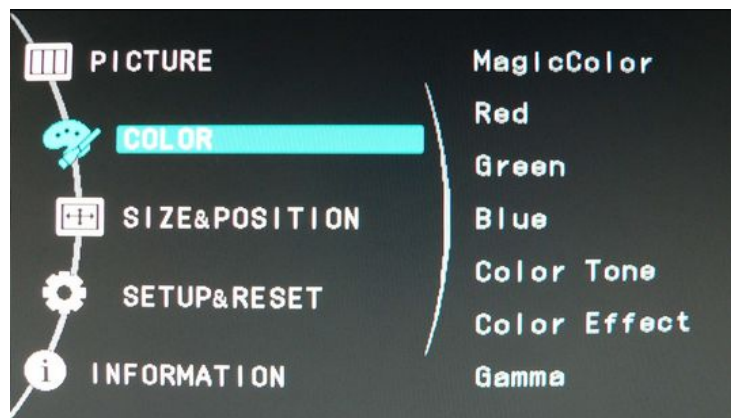 PICTURE
COLOR
SIZE&POSITION
SETUP&RESET
i INFORMATION
MagicColor
Red
Green
Blue
Color Tone
Color Effect
Gamma